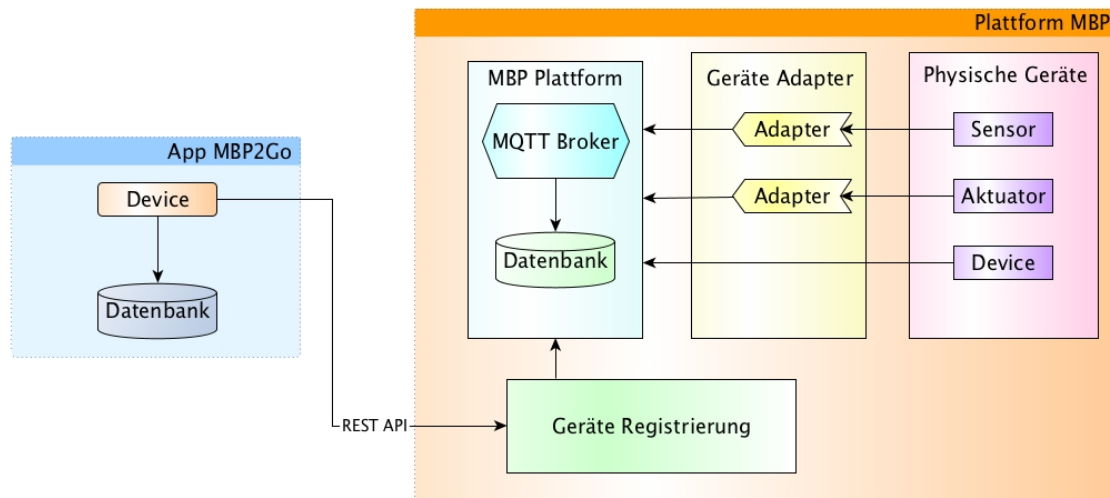 Plattform MBP
App MBP2Go
Device
Datenbank
REST API
MBP Plattform
MQTT Broker
Datenbank
Geräte Adapter
Adapter
Adapter
Physische Geräte
Sensor
Aktuator
Device
Geräte Registrierung